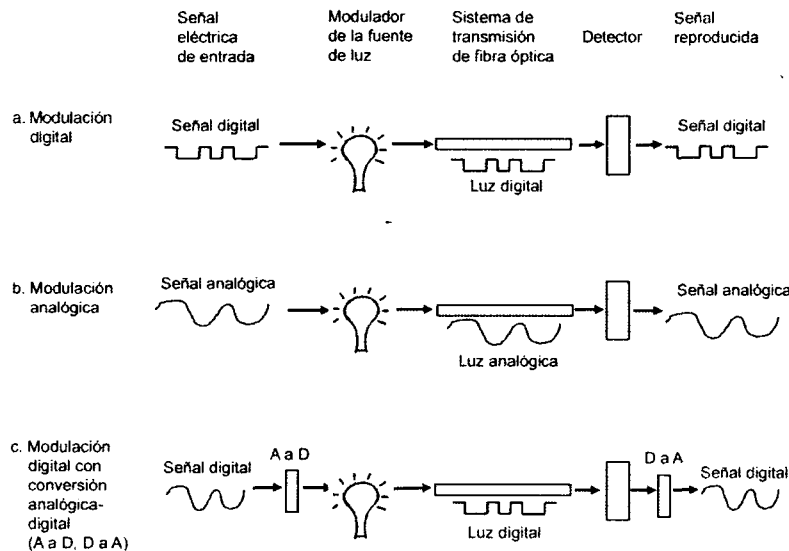 Señal
eléctrica
de entrada
Modulador
de la fuente
de luz
Sistema de
transmisión
de fibra óptica
Detector
Señal
reproducida
a. Modulación
digital
Señal digital
Luz digital
Señal digital
b. Modulación
analógica
Señal analógica
Luz analógica
Señal analógica
c. Modulación
digital con
conversión
analógica-
digital
(A a D, D a A)
Señal digital
A a D
Luz digital
D a A
Señal digital